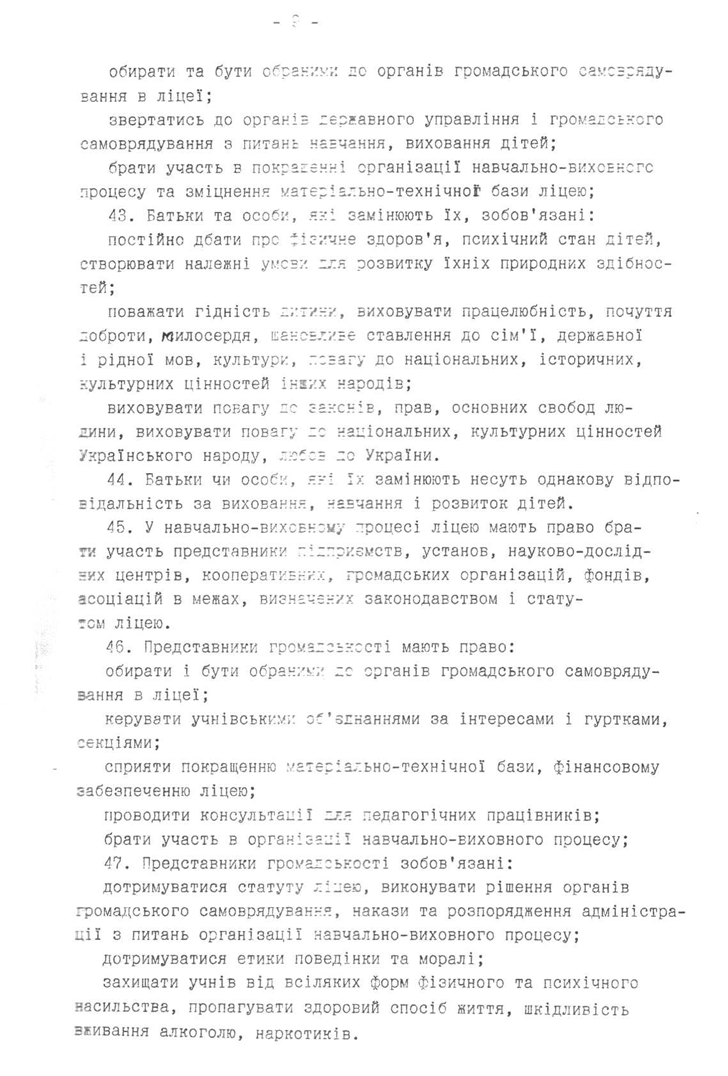 - 9 -
обирати та бути обраними до органів громадського самовряду-
вання в ліцеї;
звертатись до органів державного управління і громадського
самоврядування з питань навчання, виховання дітей;
брати участь в покращенні організації навчально-виховного
процесу та зміцнення матеріально-технічної бази ліцею;
43. Батьки та особи, які замінюють їх, зобов'язані:
постійно дбати про фізичне здоров'я, психічний стан дітей,
створювати належні умови для розвитку їхніх природних здібнос-
тей;
поважати гідність дитини, виховувати працелюбність, почуття
доброти, милосердя, шанобливе ставлення до сім'ї, державної
і рідної мов, культури, повагу до національних, історичних,
культурних цінностей інших народів;
виховувати повагу до законів, прав, основних свобод лю-
дини, виховувати повагу до національних, культурних цінностей
Українського народу, любов до України.
44. Батьки чи особи, які їх замінюють несуть однакову відпо-
відальність за виховання, навчання і розвиток дітей.
45. У навчально-виховному процесі ліцею мають право бра-
ти участь представники підприємств, установ, науково-дослід-
них центрів, кооперативних, громадських організацій, фондів,
асоціацій в межах, визначених законодавством і стату-
том ліцею.
46. Представники громадськості мають право:
обирати і бути обраними до органів громадського самовряду-
вання в ліцеї;
керувати учнівськими об'єднаннями за інтересами і гуртками,
секціями;
сприяти покращенню матеріально-технічної бази, фінансовому
забезпеченню ліцею;
проводити консультації для педагогічних працівників;
брати участь в організації навчально-виховного процесу;
47. Представники громадськості зобов'язані:
дотримуватися статуту ліцею, виконувати рішення органів
громадського самоврядування, накази та розпорядження адміністра-
ції з питань організації навчально-виховного процесу;
дотримуватися етики поведінки та моралі;
захищати учнів від всіляких форм фізичного та психічного
насильства, пропагувати здоровий спосіб життя, шкідливість
вживання алкоголю, наркотиків.